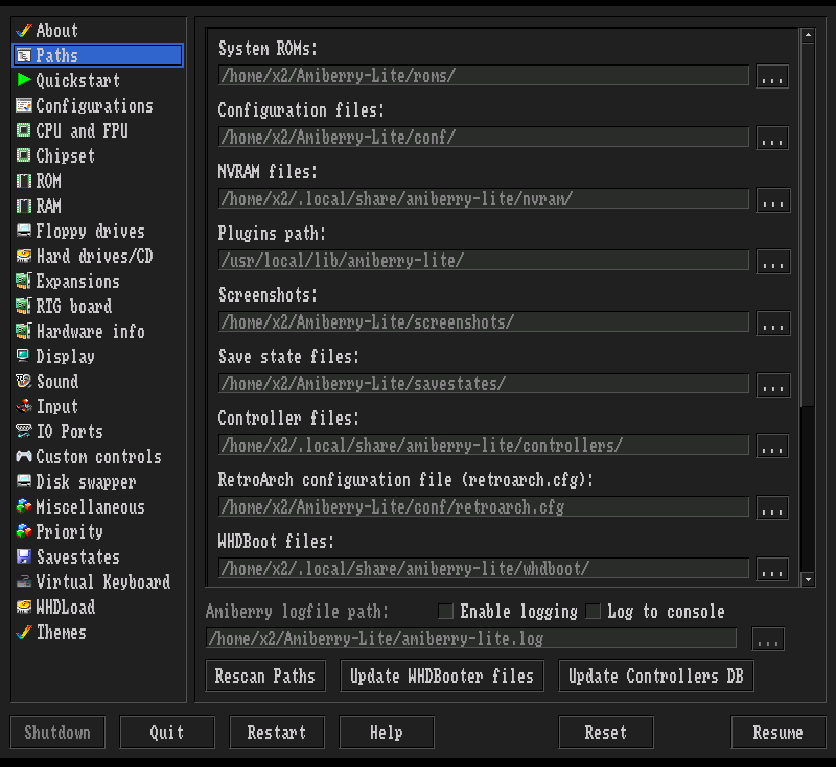 About
Paths
Quickstart
Configurations
CPU and FPU
Chipset
ROM
RAM
Floppy drives
Hard drives/CD
Expansions
RTG board
Hardware info
Display
Sound
Input
IO Ports
Custom controls
Disk swapper
Miscellaneous
Priority
Savestates
Virtual Keyboard
WHDLoad
Themes
System ROMs:
/home/x2/Amiberry-Lite/roms/ ...
Configuration files:
/home/x2/Amiberry-Lite/conf/ ...
NVRAM files:
/home/x2/.local/share/amiberry-lite/nvram/ ...
Plugins path:
/usr/local/lib/amiberry-lite/ ...
Screenshots:
/home/x2/Amiberry-Lite/screenshots/ ...
Save state files:
/home/x2/Amiberry-Lite/savestates/ ...
Controller files:
/home/x2/.local/share/amiberry-lite/controllers/ ...
RetroArch configuration file (retroarch.cfg):
/home/x2/Amiberry-Lite/conf/retroarch.cfg ...
WHDBoot files:
/home/x2/.local/share/amiberry-lite/whdboot/ ...
Amiberry logfile path: Enable logging Log to console
/home/x2/Amiberry-Lite/amiberry-lite.log ...
Rescan Paths Update WHDBooter files Update Controllers DB
Shutdown Quit Restart Help Reset Resume